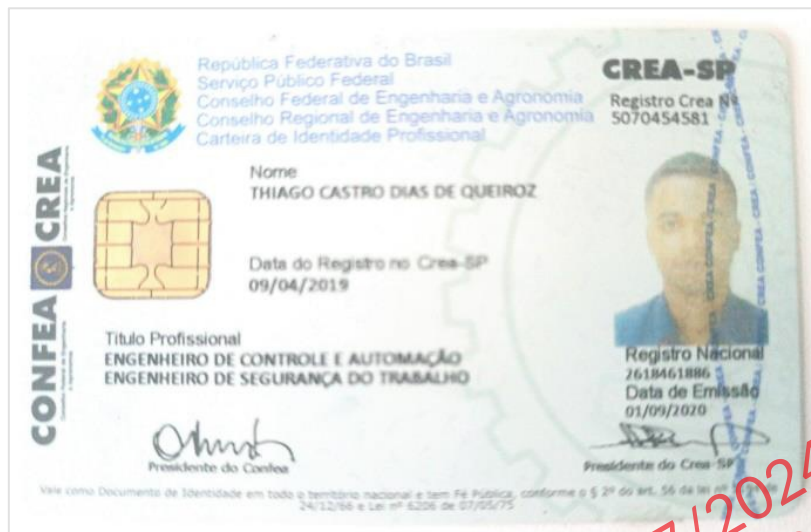 República Federativa do Brasil
Serviço Público Federal
Conselho Federal de Engenharia e Agronomia
Conselho Regional de Engenharia e Agronomia
Carteira de Identidade Profissional
CREA-SP
Registro Crea Nº
5070454581
Nome
THIAGO CASTRO DIAS DE QUEIROZ
Data do Registro no Crea-SP
09/04/2019
CONFEA CREA
Título Profissional
ENGENHEIRO DE CONTROLE E AUTOMAÇÃO
ENGENHEIRO DE SEGURANÇA DO TRABALHO
Registro Nacional
2618461886
Data de Emissão
01/09/2020
Presidente do Confea
Presidente do Crea-SP
Vale como Documento de Identidade em todo o território nacional e tem Fé Pública, conforme o § 2º do art. 56 da lei nº
24/12/66 e Lei nº 6206 de 07/05/75
/2024